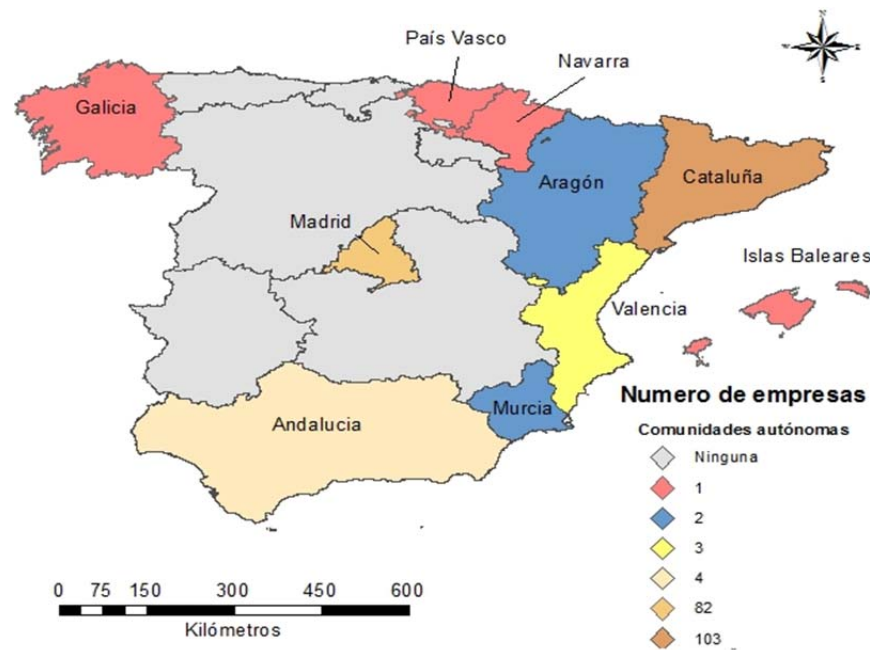 País Vasco
Navarra
Galicia
Aragón
Cataluña
Madrid
Islas Baleares
Valencia
Andalucia
Murcia
Numero de empresas
Comunidades autónomas
Ninguna
1
2
3
4
82
103
0 75 150 300 450 600
Kilómetros